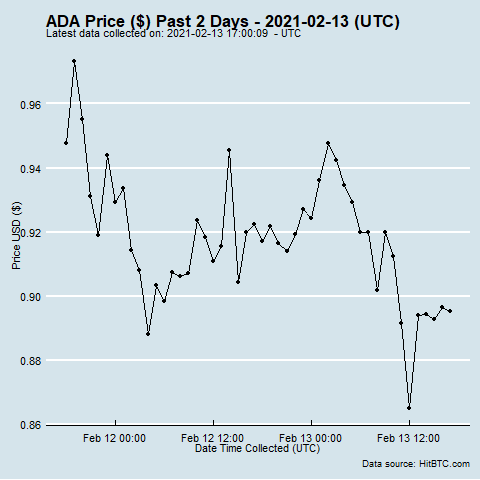 ADA Price ($) Past 2 Days - 2021-02-13 (UTC)
Latest data collected on: 2021-02-13 17:00:09  - UTC
0.96
0.94
0.92
0.90
0.88
0.86
Price USD ($)
Feb 12 00:00 Feb 12 12:00 Feb 13 00:00 Feb 13 12:00
Date Time Collected (UTC)
Data source: HitBTC.com